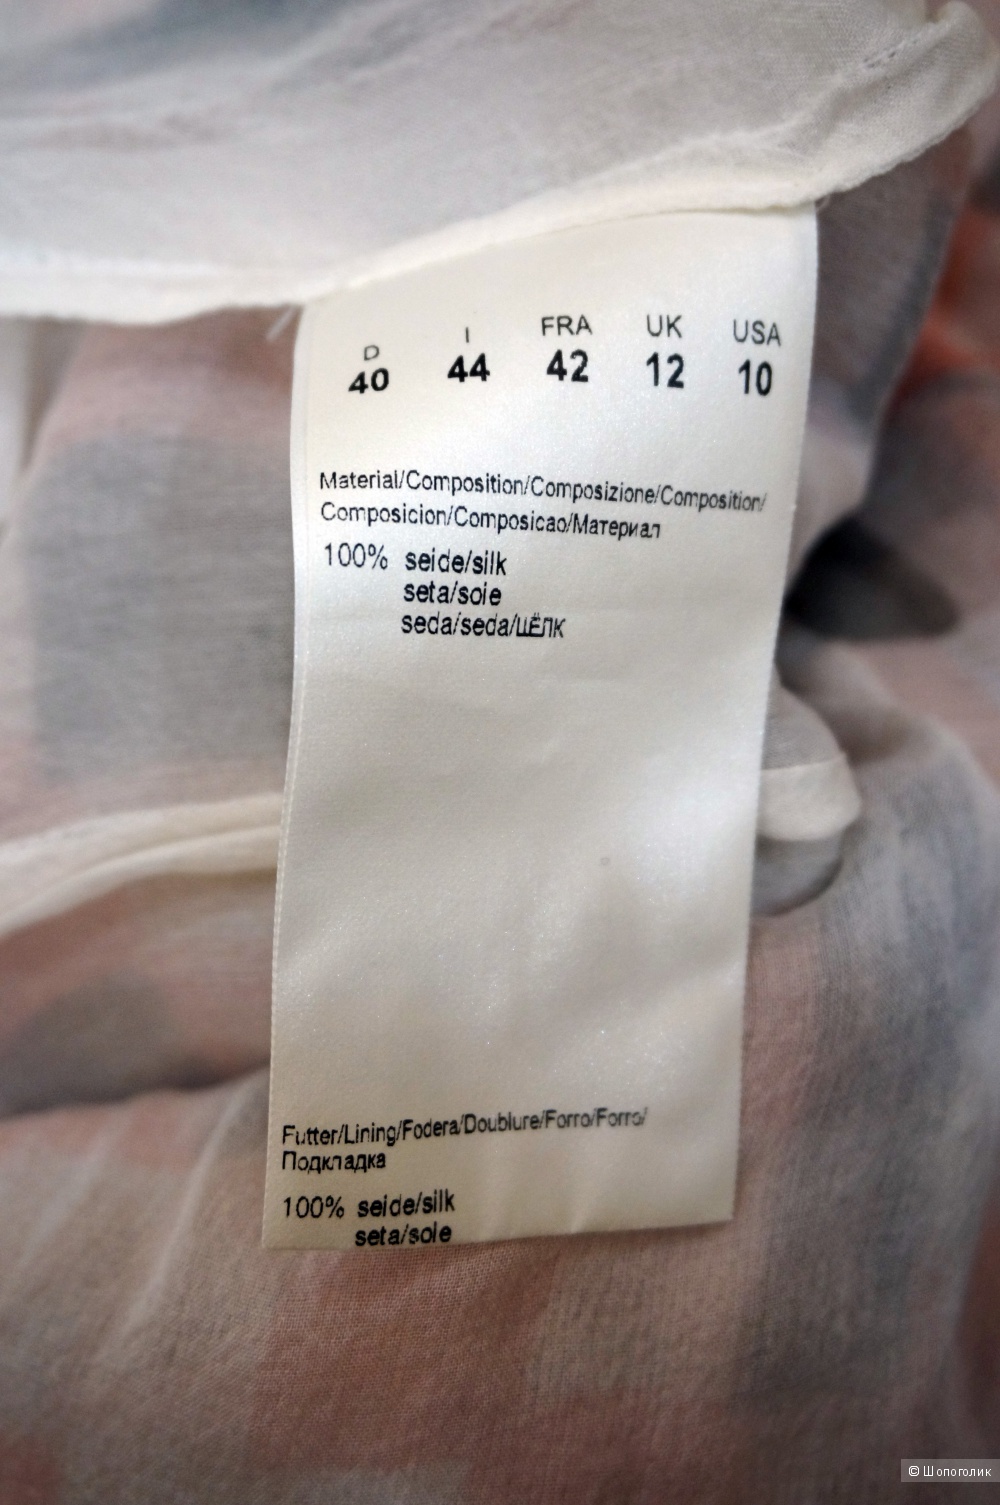 D I FRA UK USA
40 44 42 12 10
Material/Composition/Composizione/Composition/
Composicion/Composicao/Материал
100% seide/silk
seta/soie
seda/seda/ШЁЛК
Futter/Lining/Fodera/Doublure/Forro/Forro/
Подкладка
100% seide/silk
seta/soie
© Шопоголик